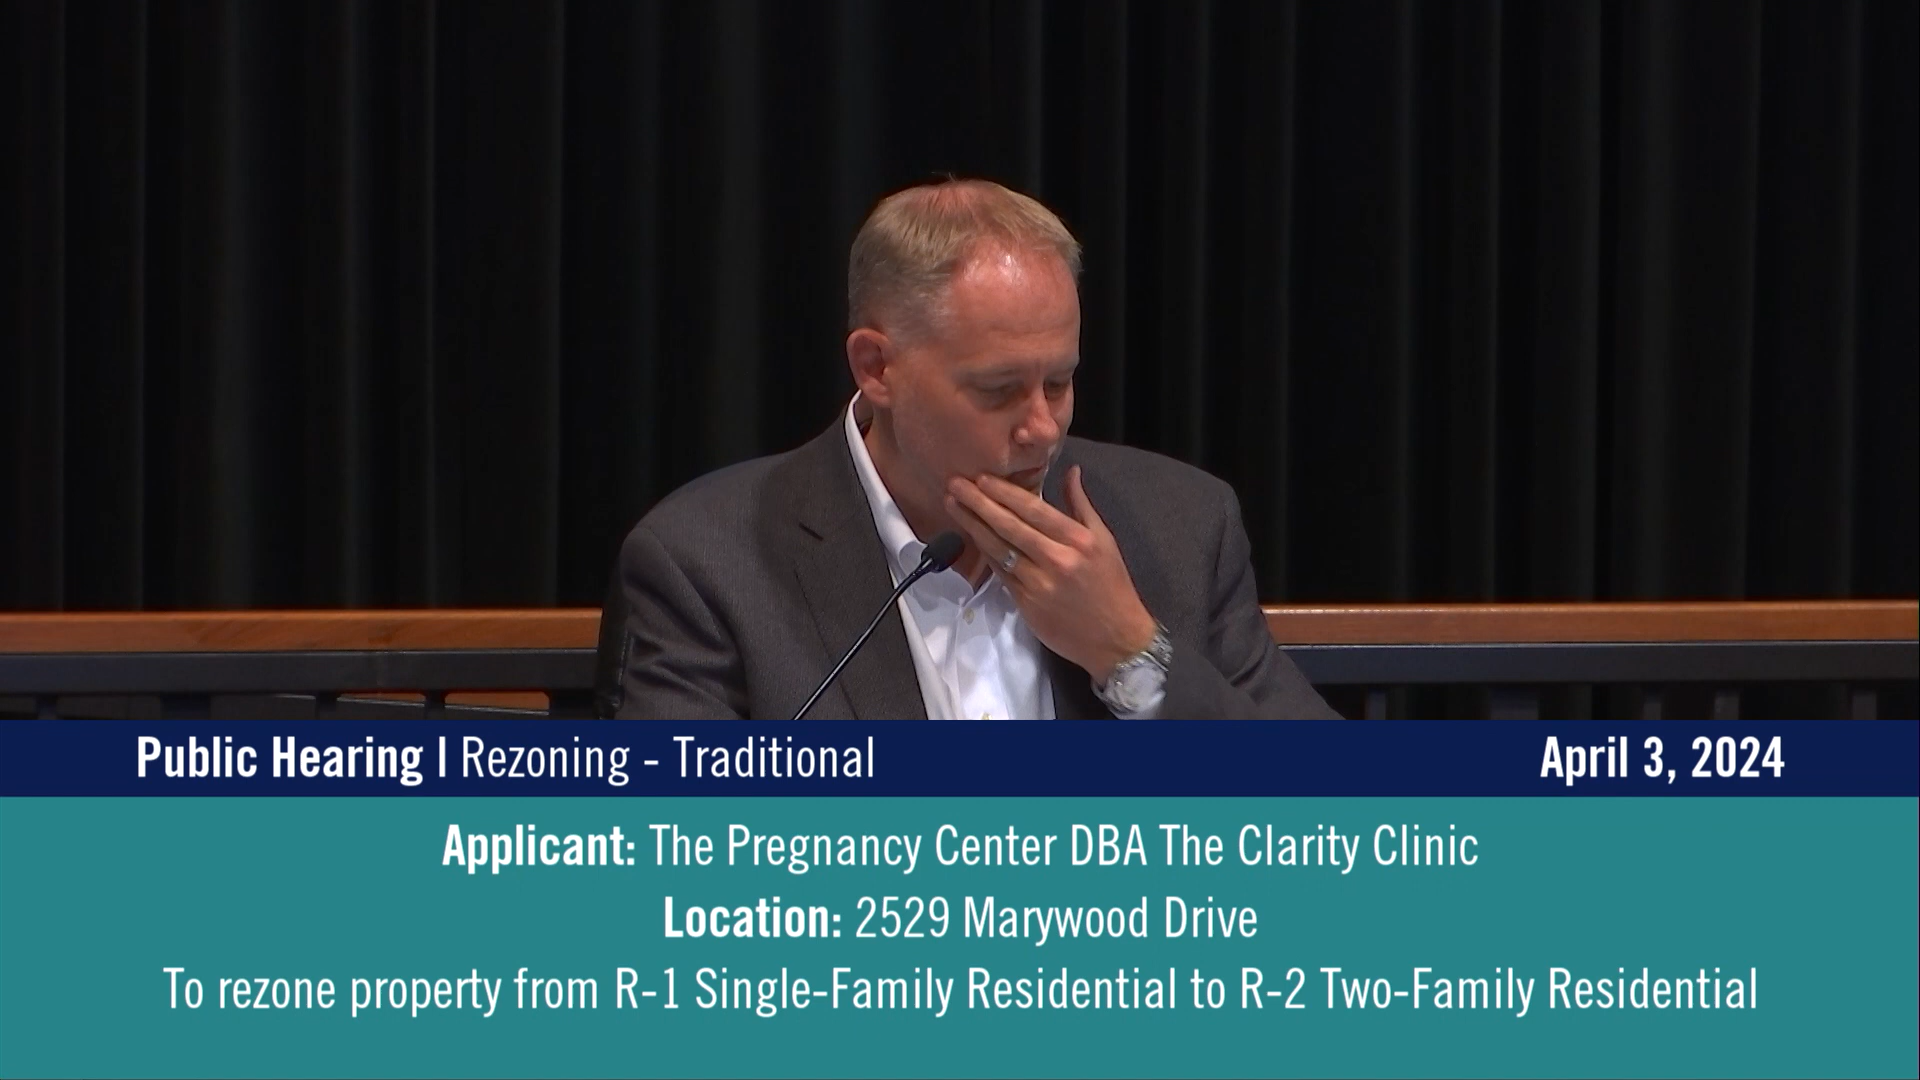 Public Hearing | Rezoning - Traditional
April 3, 2024
Applicant: The Pregnancy Center DBA The Clarity Clinic
Location: 2529 Marywood Drive
To rezone property from R-1 Single-Family Residential to R-2 Two-Family Residential